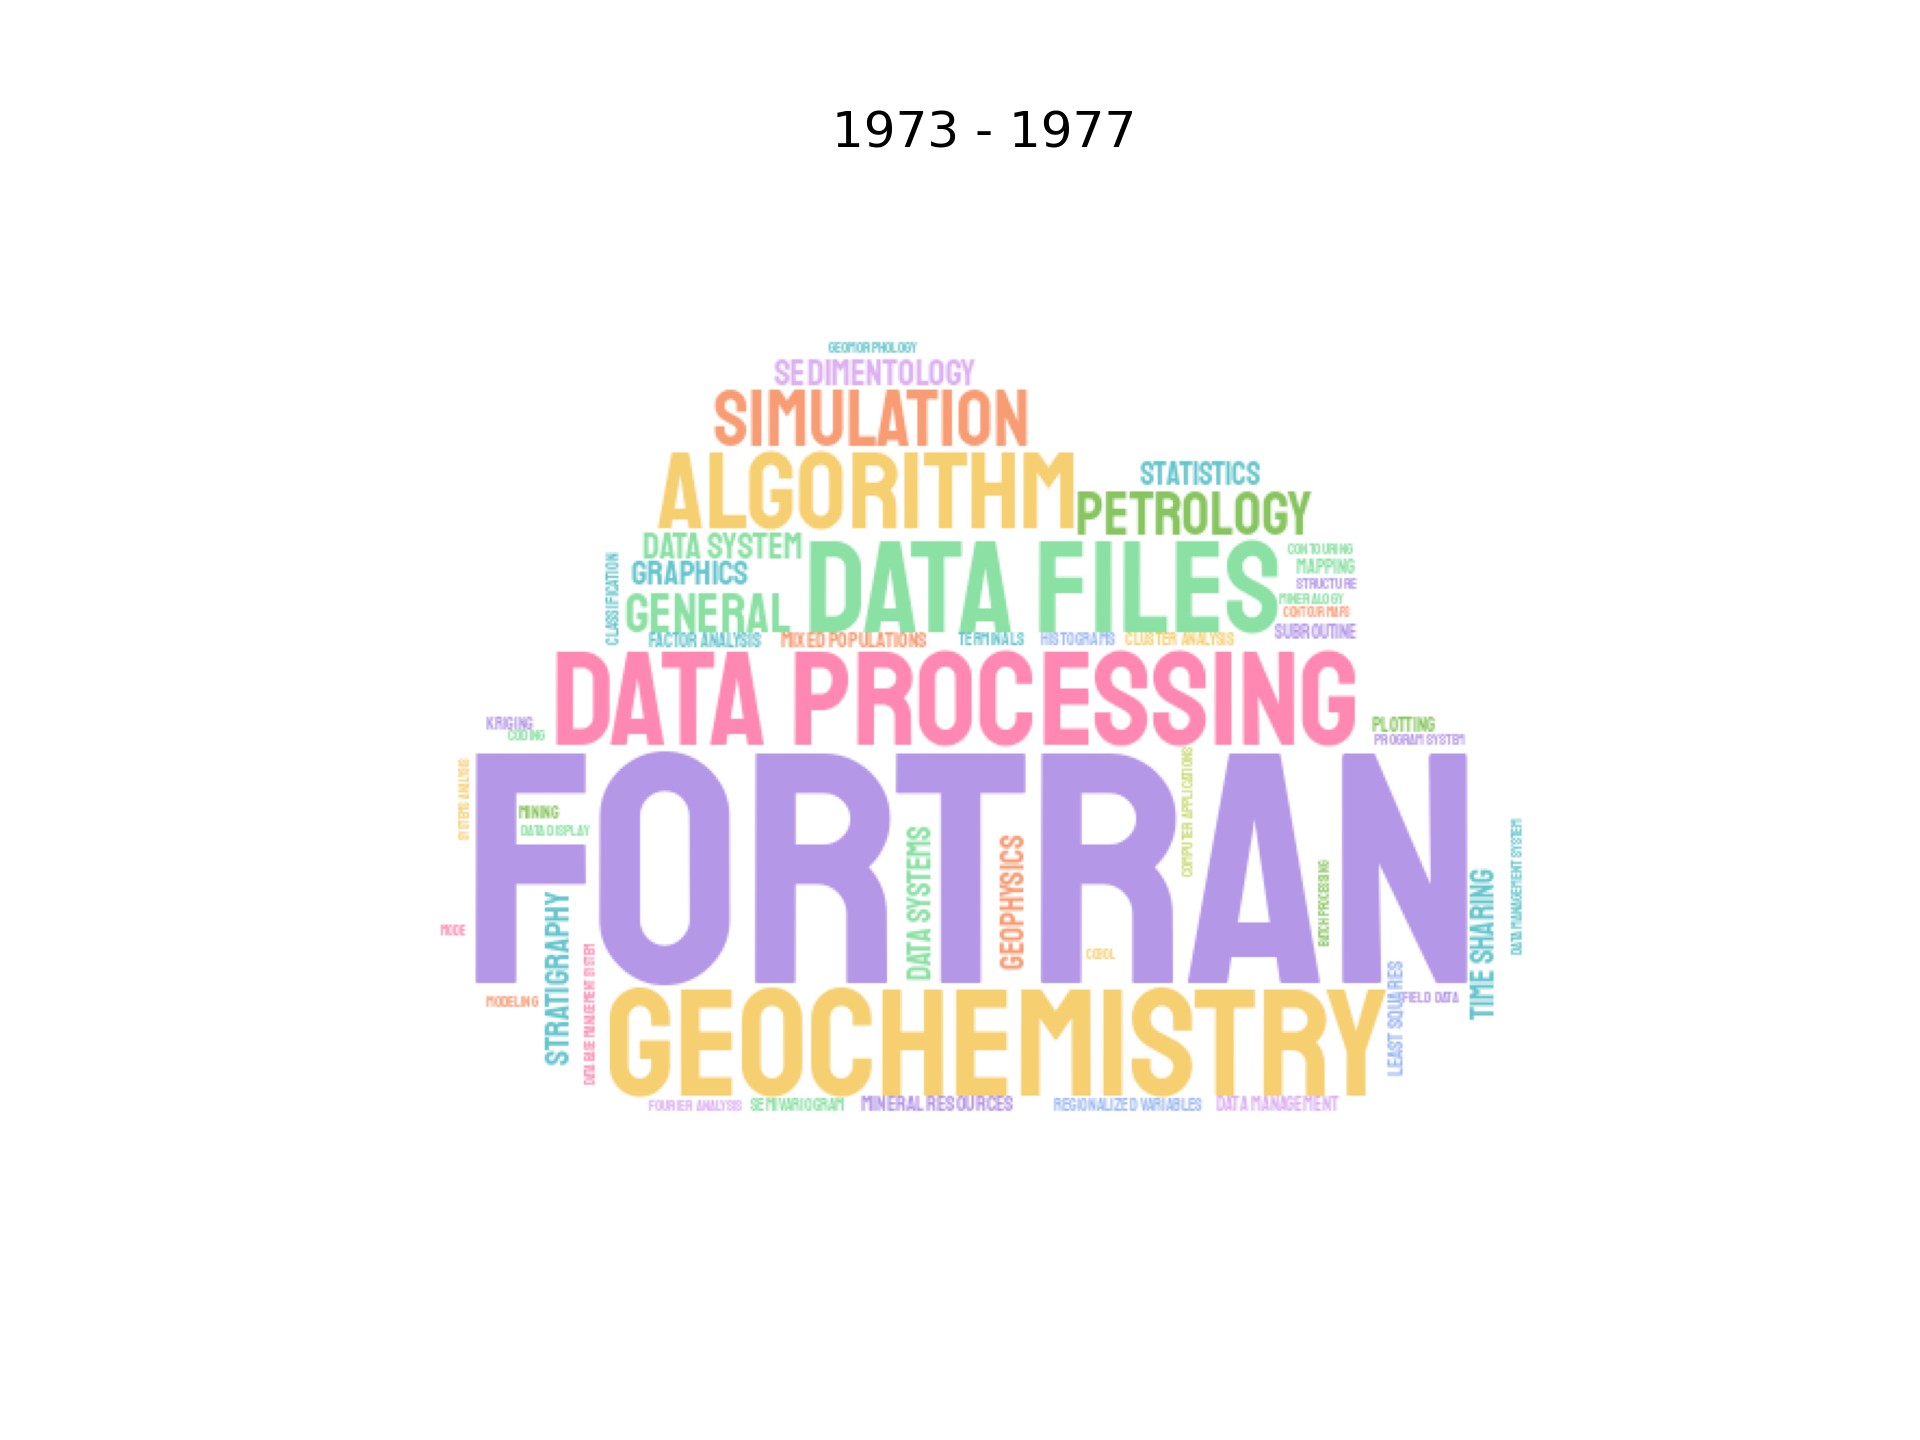 1973 - 1977
GEOMORPHOLOGY
SEDIMENTOLOGY
SIMULATION
ALGORITHM
STATISTICS
PETROLOGY
DATA SYSTEM
DATA FILES
CONTOURING
CLASSIFICATION
GRAPHICS
MAPPING
STRUCTURE
GENERAL
MINERALOGY
CONTOUR MAPS
SUBROUTINE
FACTOR ANALYSIS
MIXED POPULATIONS
TERMINALS
HISTOGRAMS
CLUSTER ANALYSIS
DATA PROCESSING
KRIGING
CODING
PLOTTING
PROGRAM SYSTEM
FORTRAN
SYSTEMS ANALYSIS
MINING
DATA DISPLAY
COMPUTER APPLICATIONS
DATA SYSTEMS
GEOPHYSICS
BATCH PROCESSING
DATA MANAGEMENT SYSTEM
TIME SHARING
MODE
STRATIGRAPHY
DATA BASE MANAGEMENT SYSTEM
COBOL
MODELING
LEAST SQUARES
FIELD DATA
GEOCHEMISTRY
FOURIER ANALYSIS
SEMIVARIOGRAM
MINERAL RESOURCES
REGIONALIZED VARIABLES
DATA MANAGEMENT